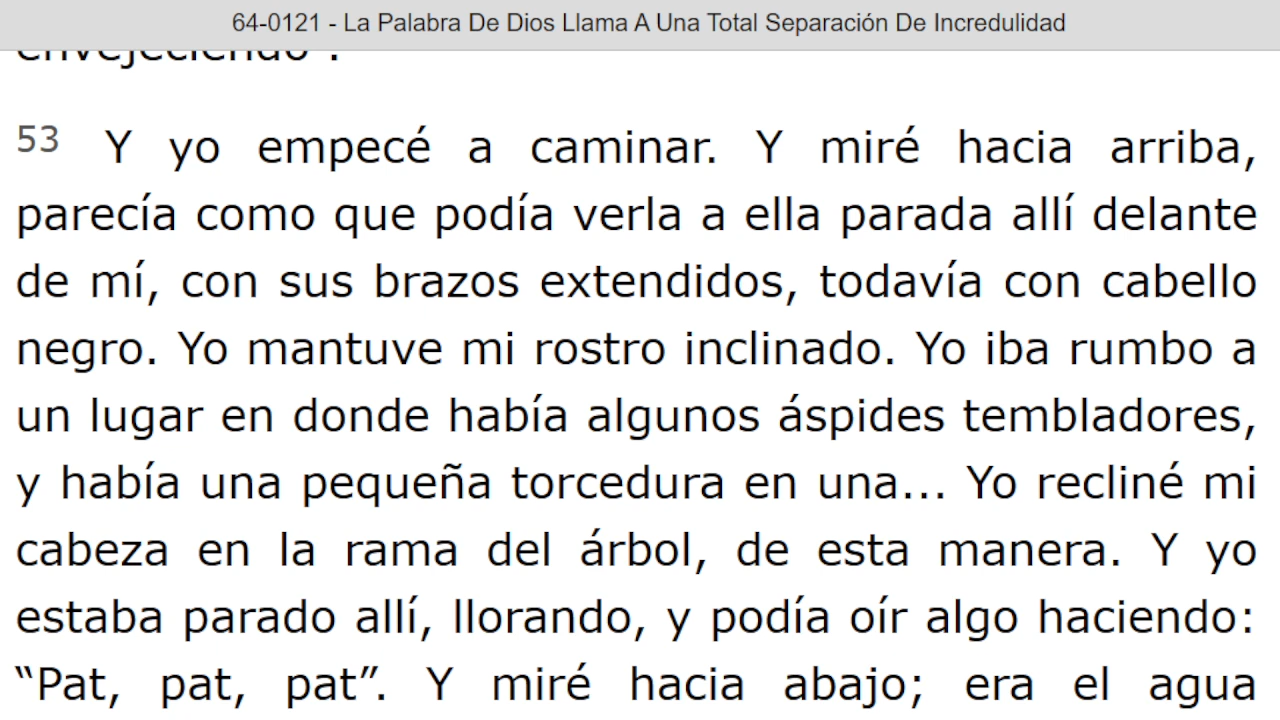 64-0121 - La Palabra De Dios Llama A Una Total Separación De Incredulidad
envejeciendo".
53 Y yo empecé a caminar. Y miré hacia arriba,
parecía como que podía verla a ella parada allí delante
de mí, con sus brazos extendidos, todavía con cabello
negro. Yo mantuve mi rostro inclinado. Yo iba rumbo a
un lugar en donde había algunos áspides tembladores,
y había una pequeña torcedura en una... Yo recliné mi
cabeza en la rama del árbol, de esta manera. Y yo
estaba parado allí, llorando, y podía oír algo haciendo:
“Pat, pat, pat”. Y miré hacia abajo; era el agua